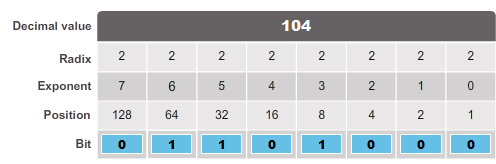 Decimal value 104
Radix 2 2 2 2 2 2 2 2
Exponent 7 6 5 4 3 2 1 0
Position 128 64 32 16 8 4 2 1
Bit 0 1 1 0 1 0 0 0